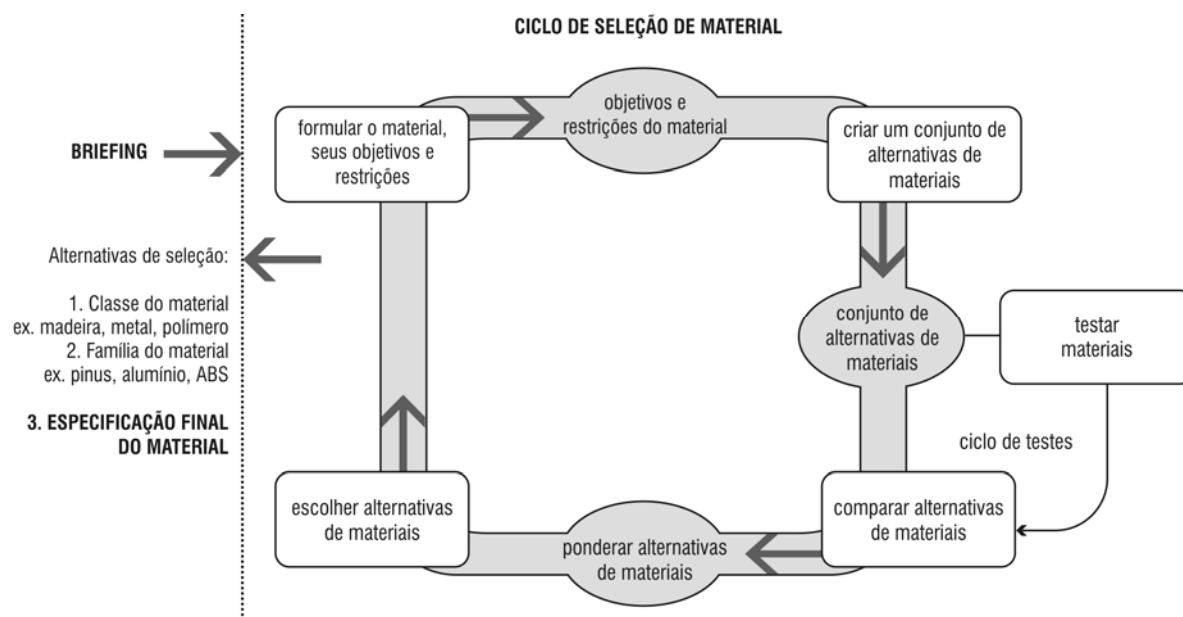 CICLO DE SELEÇÃO DE MATERIAL
BRIEFING
formular o material,
seus objetivos e
restrições
objetivos e
restrições do material
criar um conjunto de
alternativas de
materiais
Alternativas de seleção:
1. Classe do material
ex. madeira, metal, polímero
2. Família do material
ex. pinus, alumínio, ABS
3. ESPECIFICAÇÃO FINAL
DO MATERIAL
conjunto de
alternativas de
materiais
testar
materiais
ciclo de testes
comparar alternativas
de materiais
ponderar alternativas
de materiais
escolher alternativas
de materiais